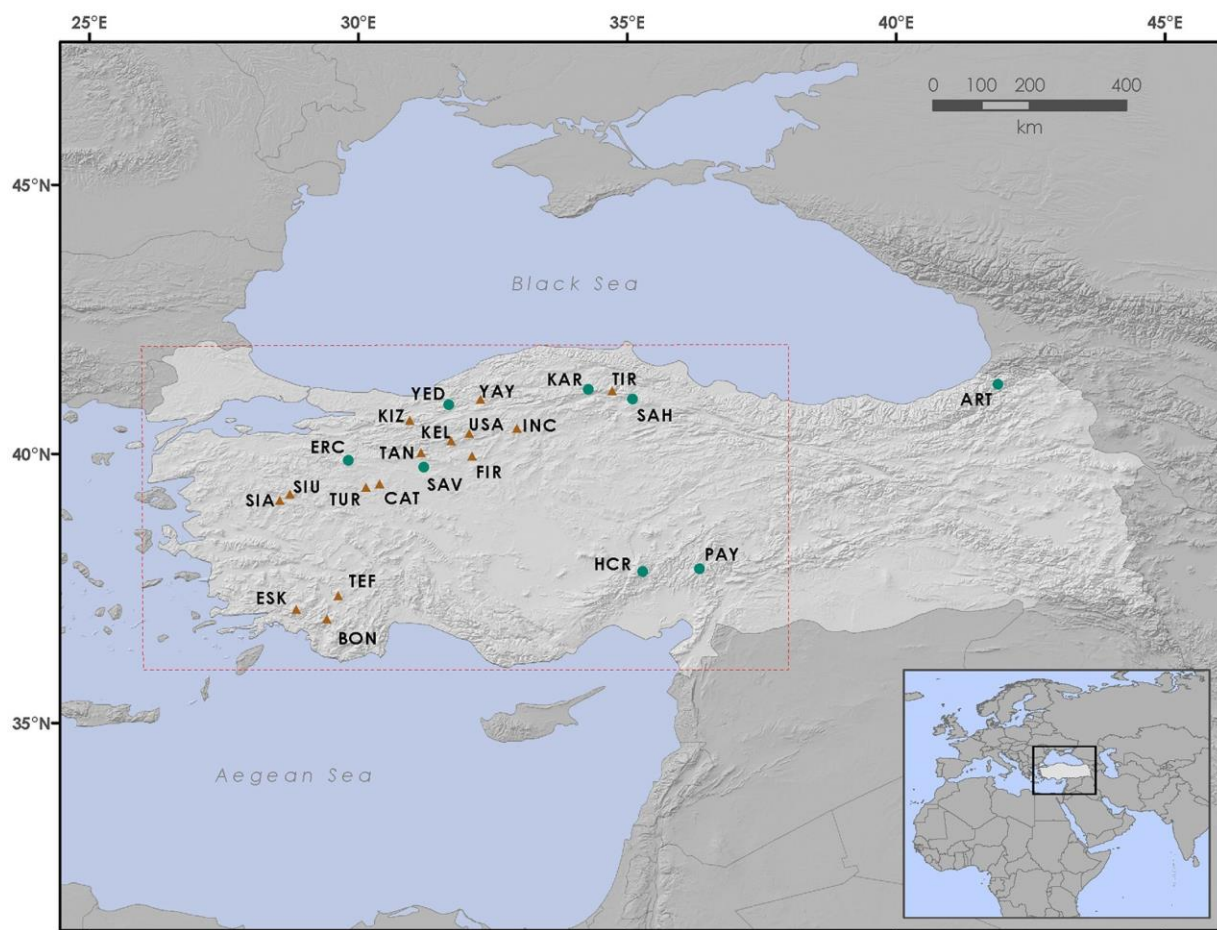 25°E 30°E 35°E 40°E 45°E
0 100 200 400
km
45°N
Black Sea
KAR TIR
YED YAY
ART
SAH
KIZ USA INC
KEL
ERC TAN
40°N
FIR
SIU SAV
SIA TUR CAT
HCR PAY
TEF
ESK
BON
35°N
Aegean Sea